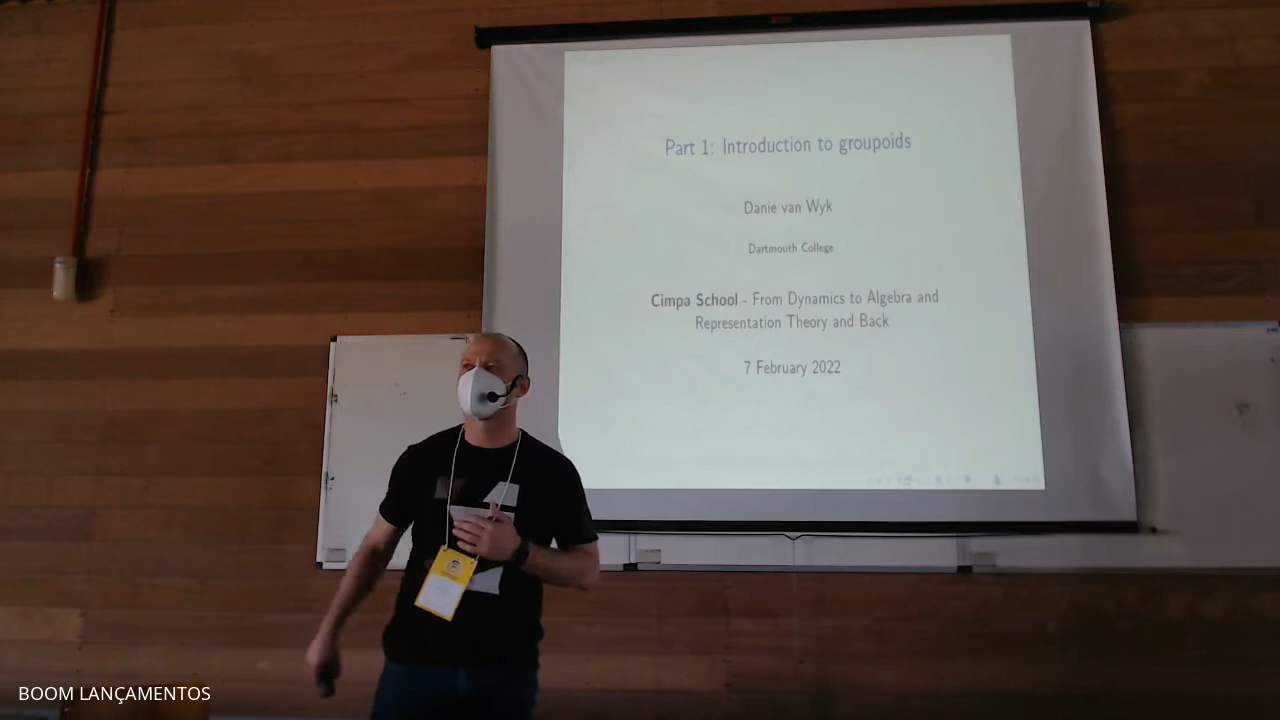 Part 1: Introduction to groupoids
Danie van Wyk
Dartmouth College
Cimpa School - From Dynamics to Algebra and
Representation Theory and Back
7 February 2022
BOOM LANÇAMENTOS